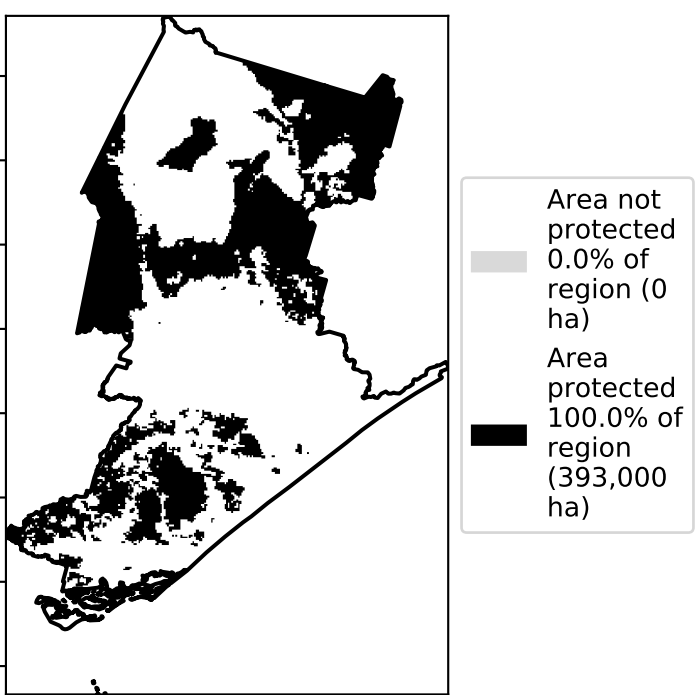 Area not
protected
0.0% of
region (0
ha)
Area
protected
100.0% of
region
(393,000
ha)